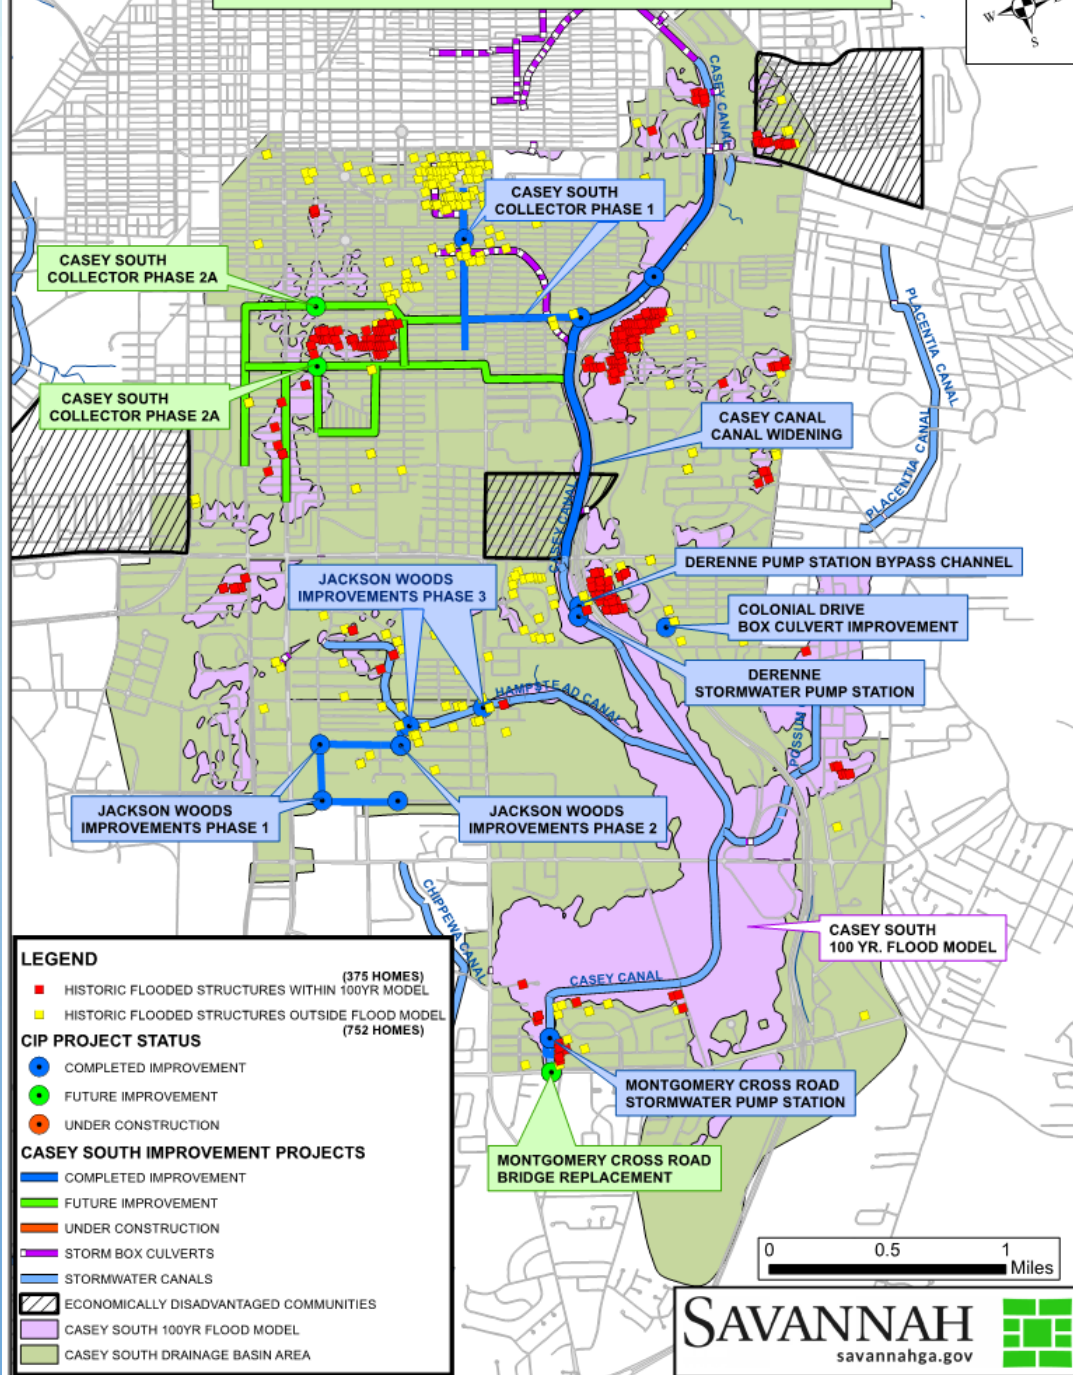 W
S
CASEY CANAL
CASEY SOUTH
COLLECTOR PHASE 1
CASEY SOUTH
COLLECTOR PHASE 2A
PLACENTIA CANAL
CASEY SOUTH
COLLECTOR PHASE 2A
CASEY CANAL
CANAL WIDENING
PLACENTIA CANAL
CASEY CANAL
DERENNE PUMP STATION BYPASS CHANNEL
JACKSON WOODS
IMPROVEMENTS PHASE 3
COLONIAL DRIVE
BOX CULVERT IMPROVEMENT
DERENNE
STORMWATER PUMP STATION
HAMPSTEAD CANAL
POSSUM
JACKSON WOODS
IMPROVEMENTS PHASE 1
JACKSON WOODS
IMPROVEMENTS PHASE 2
CHIPPEWA CANAL
CASEY SOUTH
100 YR. FLOOD MODEL
CASEY CANAL
MONTGOMERY CROSS ROAD
STORMWATER PUMP STATION
MONTGOMERY CROSS ROAD
BRIDGE REPLACEMENT
LEGEND
(375 HOMES)
HISTORIC FLOODED STRUCTURES WITHIN 100YR MODEL
HISTORIC FLOODED STRUCTURES OUTSIDE FLOOD MODEL
(752 HOMES)
CIP PROJECT STATUS
COMPLETED IMPROVEMENT
FUTURE IMPROVEMENT
UNDER CONSTRUCTION
CASEY SOUTH IMPROVEMENT PROJECTS
COMPLETED IMPROVEMENT
FUTURE IMPROVEMENT
UNDER CONSTRUCTION
STORM BOX CULVERTS
STORMWATER CANALS
ECONOMICALLY DISADVANTAGED COMMUNITIES
CASEY SOUTH 100YR FLOOD MODEL
CASEY SOUTH DRAINAGE BASIN AREA
0 0.5 1
Miles
SAVANNAH
savannahga.gov